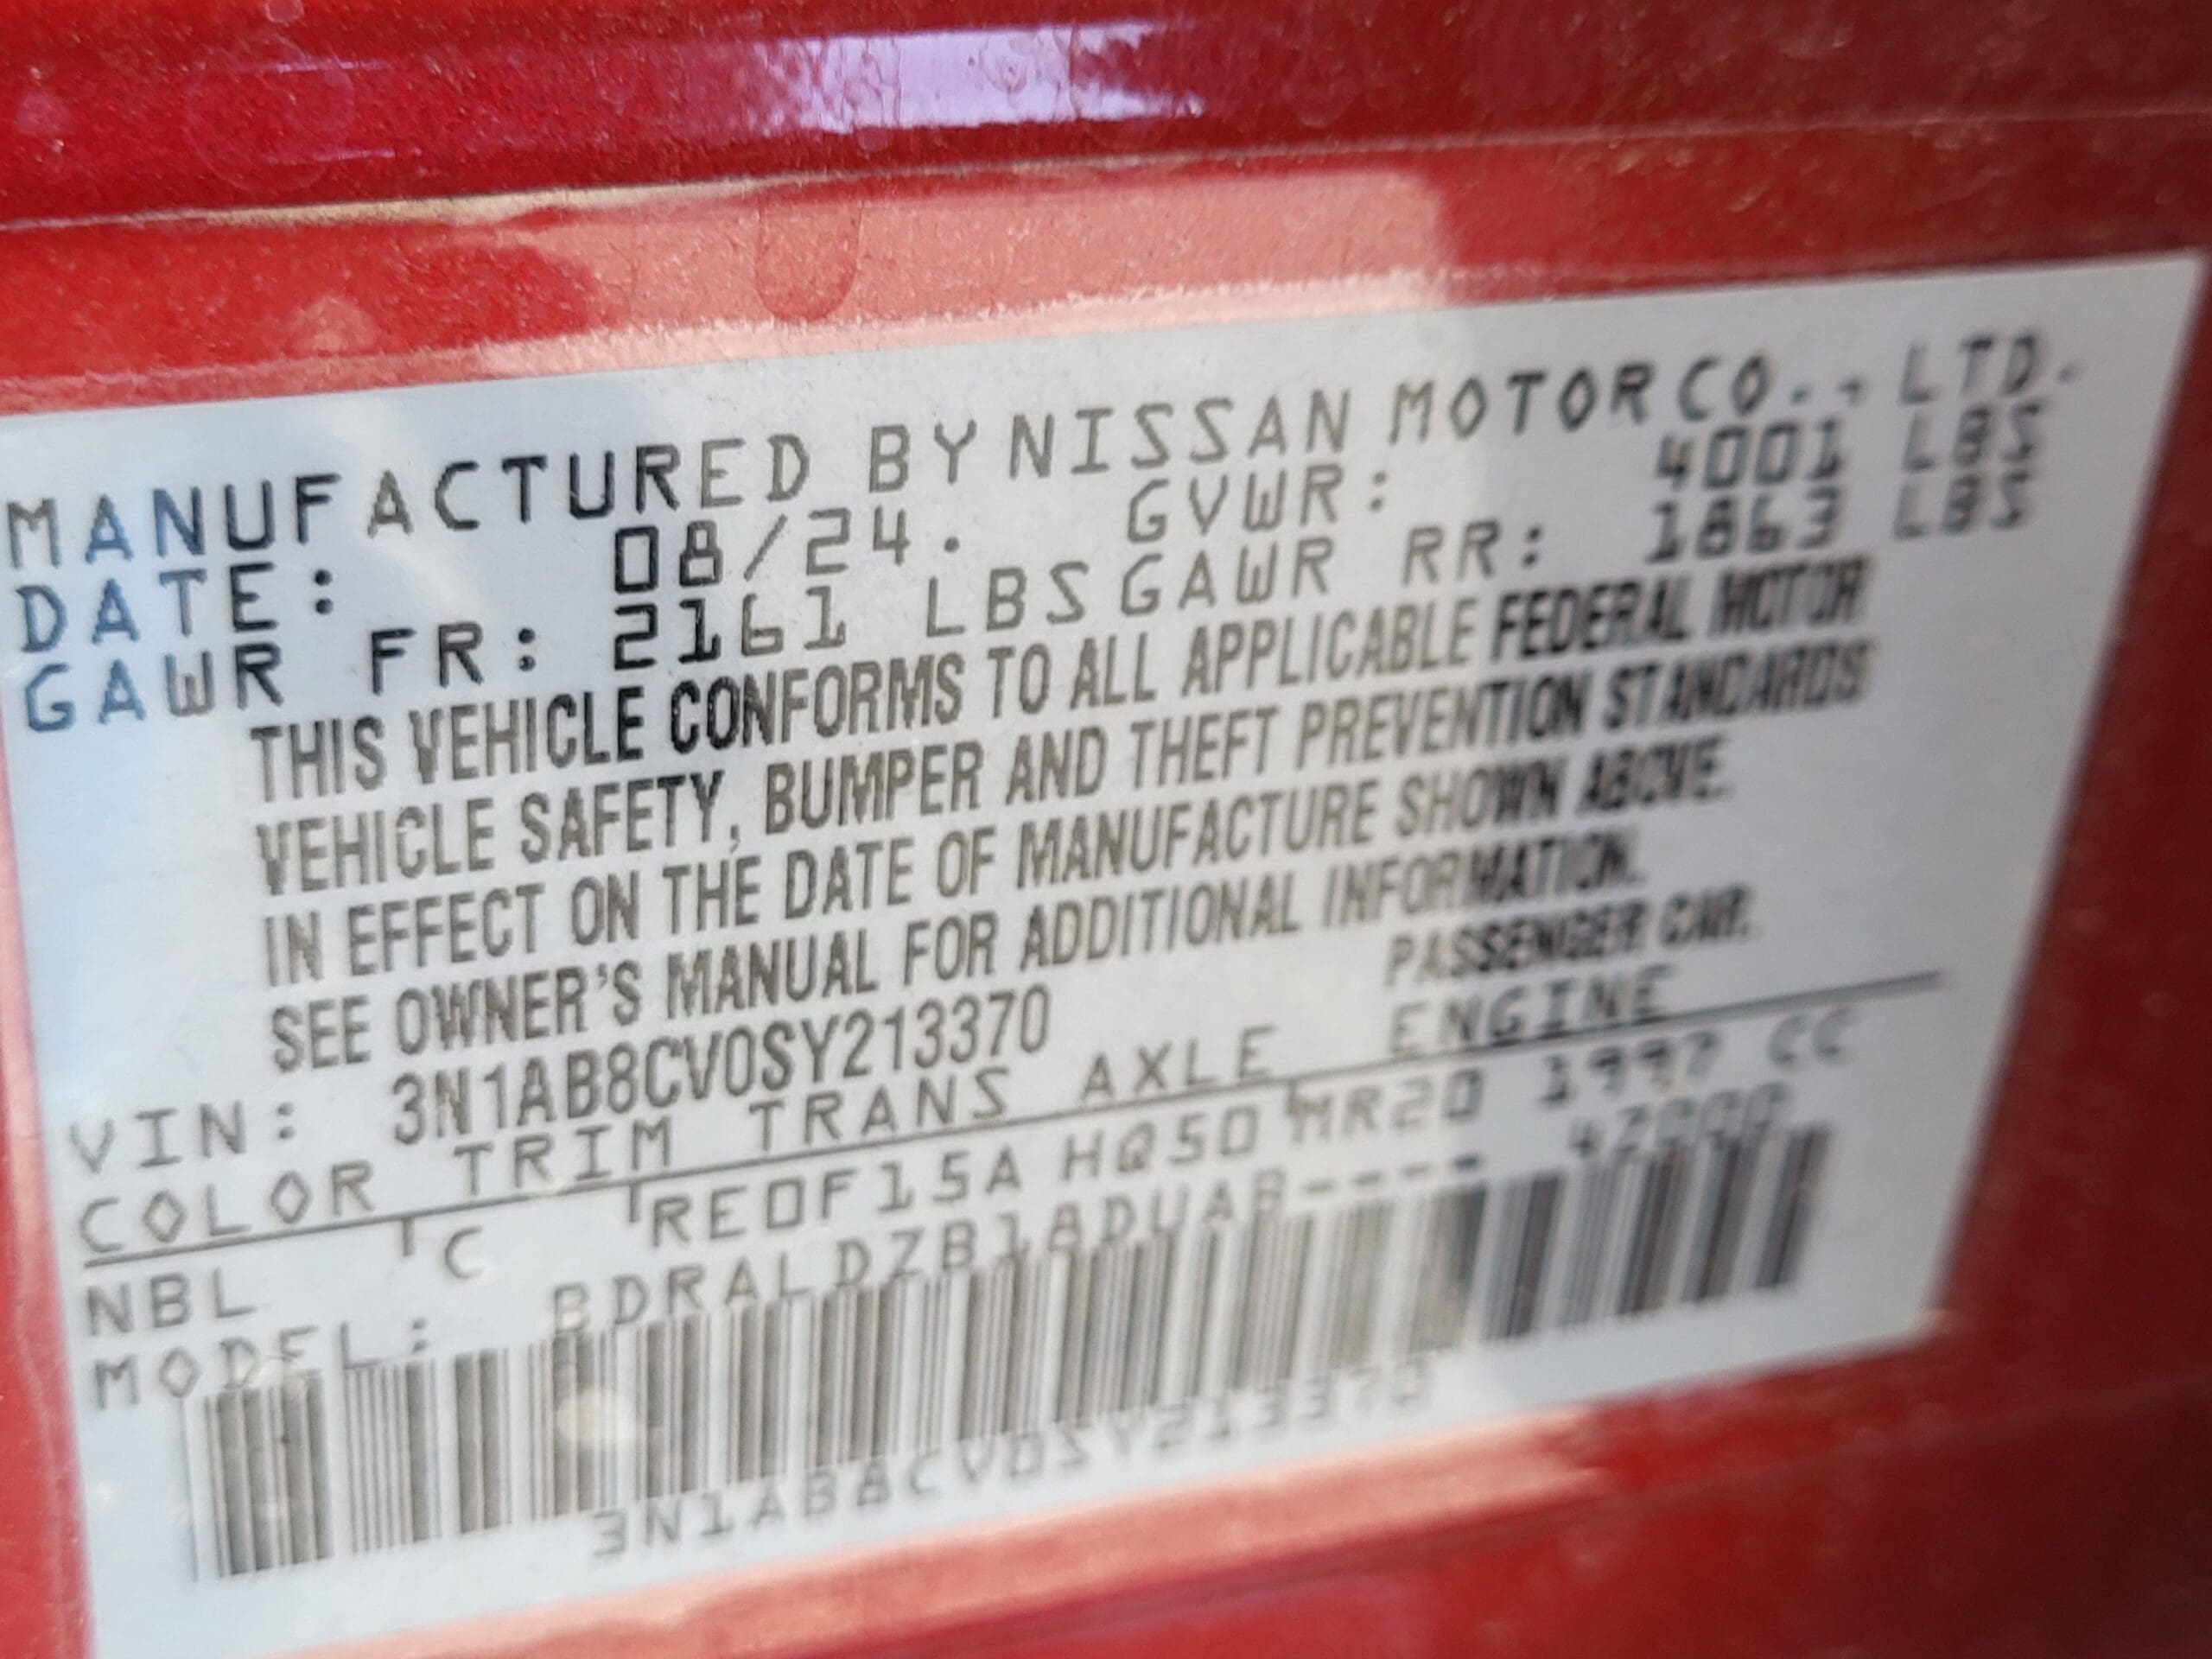 MANUFACTURED BY NISSAN MOTOR CO., LTD.
DATE: 08/24. GVWR: 4001 LBS
GAWR FR: 2161 LBS GAWR RR: 1863 LBS
THIS VEHICLE CONFORMS TO ALL APPLICABLE FEDERAL MOTOR
VEHICLE SAFETY, BUMPER AND THEFT PREVENTION STANDARDS
IN EFFECT ON THE DATE OF MANUFACTURE SHOWN ABOVE.
SEE OWNER'S MANUAL FOR ADDITIONAL INFORMATION.
VIN: 3N1AB8CV0SY213370 PASSENGER CAR.
COLOR TRIM TRANS AXLE ENGINE
NBL C RE0F15A HQ50 MR20 1997 CC
MODEL: BDRALDZB18DUAB----
3N1AB8CV0SY213370